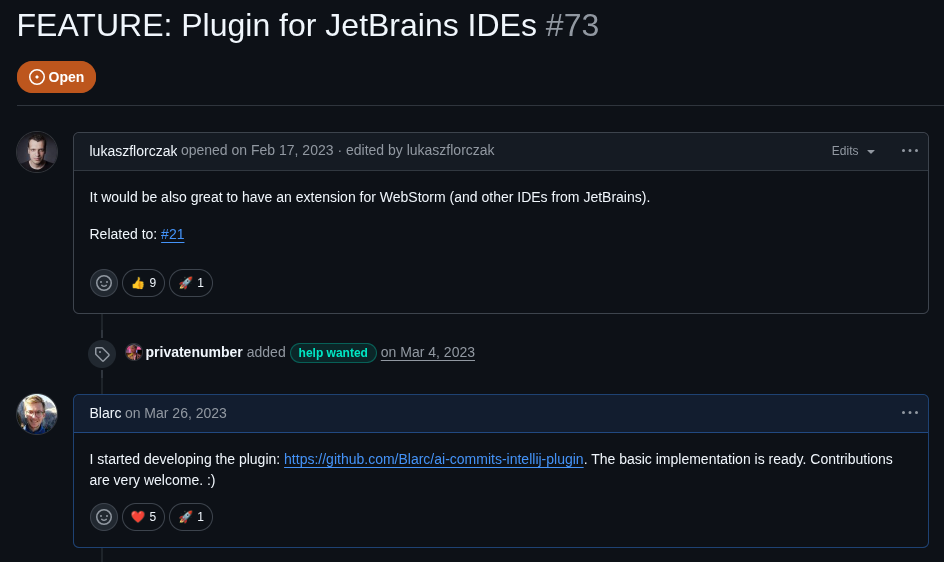 FEATURE: Plugin for JetBrains IDEs #73
Open
lukaszflorczak opened on Feb 17, 2023 · edited by lukaszflorczak Edits
It would be also great to have an extension for WebStorm (and other IDEs from JetBrains).
Related to: #21
👍 9 🚀 1
privatenumber added help wanted on Mar 4, 2023
Blarc on Mar 26, 2023
I started developing the plugin: https://github.com/Blarc/ai-commits-intellij-plugin. The basic implementation is ready. Contributions
are very welcome. :)
❤️ 5 🚀 1